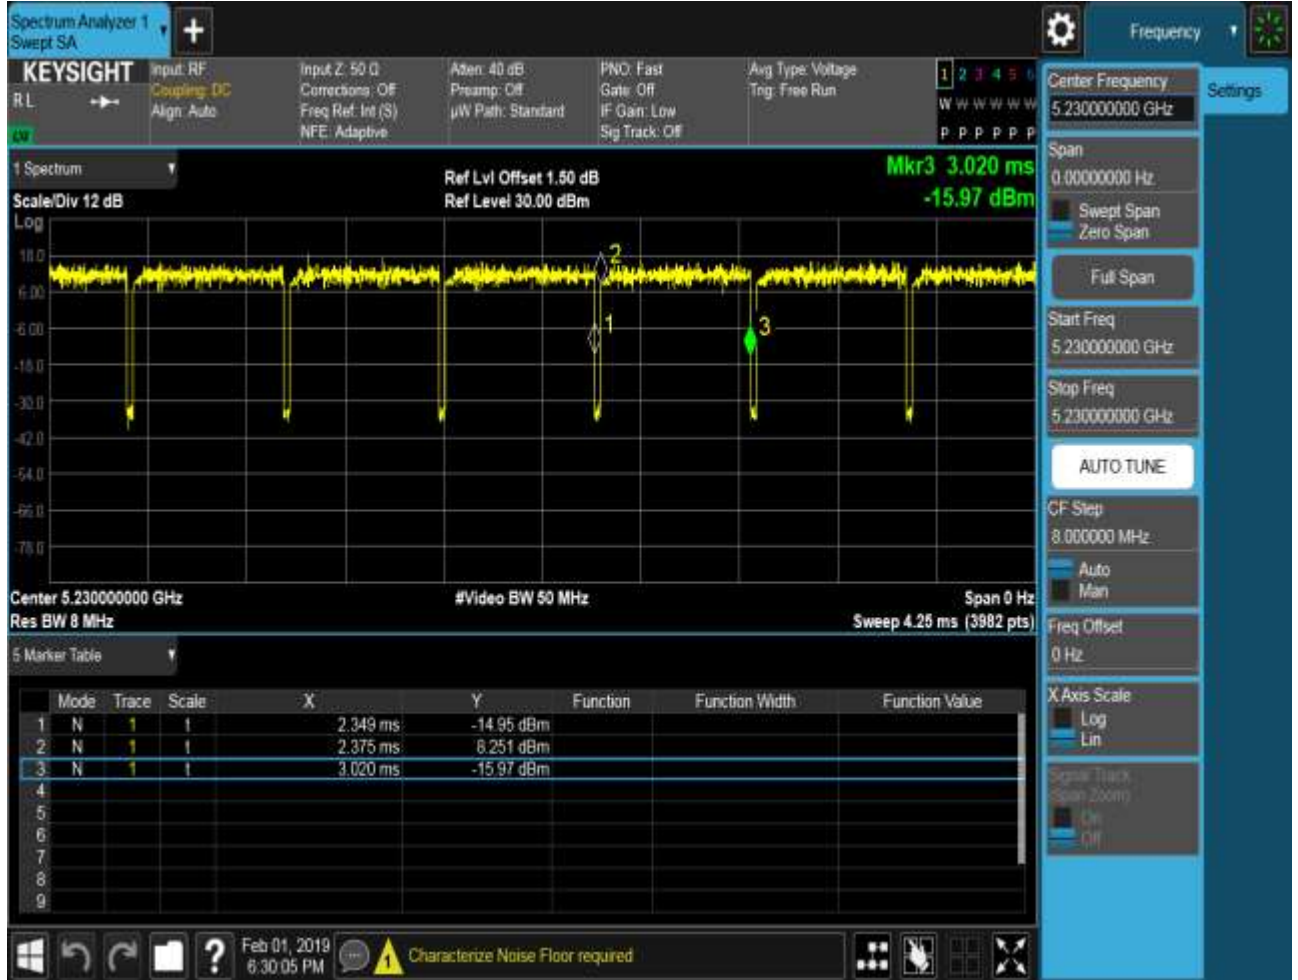 Spectrum Analyzer 1
Swept SA
+
Frequency
KEYSIGHT
RL
Input: RF
Coupling: DC
Align: Auto
Input Z: 50 Ω
Corrections: Off
Freq Ref: Int (S)
NFE: Adaptive
Atten: 40 dB
Preamp: Off
µW Path: Standard
PNO: Fast
Gate: Off
IF Gain: Low
Sig Track: Off
Avg Type: Voltage
Trig: Free Run
1 2 3 4 5 6
W W W W W W
P P P P P P
1 Spectrum
Scale/Div 12 dB
Ref Lvl Offset 1.50 dB
Ref Level 30.00 dBm
Mkr3 3.020 ms
-15.97 dBm
Log
18.0
6.00
-6.00
-18.0
-30.0
-42.0
-54.0
-66.0
-78.0
2
1
3
Center 5.230000000 GHz
#Video BW 50 MHz
Span 0 Hz
Res BW 8 MHz
Sweep 4.25 ms (3982 pts)
5 Marker Table
Mode Trace Scale X Y Function Function Width Function Value
1 N 1 t 2.349 ms -14.95 dBm
2 N 1 t 2.375 ms 8.251 dBm
3 N 1 t 3.020 ms -15.97 dBm
4
5
6
7
8
9
Center Frequency
5.230000000 GHz
Settings
Span
0.00000000 Hz
Swept Span
Zero Span
Full Span
Start Freq
5.230000000 GHz
Stop Freq
5.230000000 GHz
AUTO TUNE
CF Step
8.000000 MHz
Auto
Man
Freq Offset
0 Hz
X Axis Scale
Log
Lin
Signal Track
(Span Zoom)
On
Off
?
Feb 01, 2019
6:30:05 PM
1
Characterize Noise Floor required